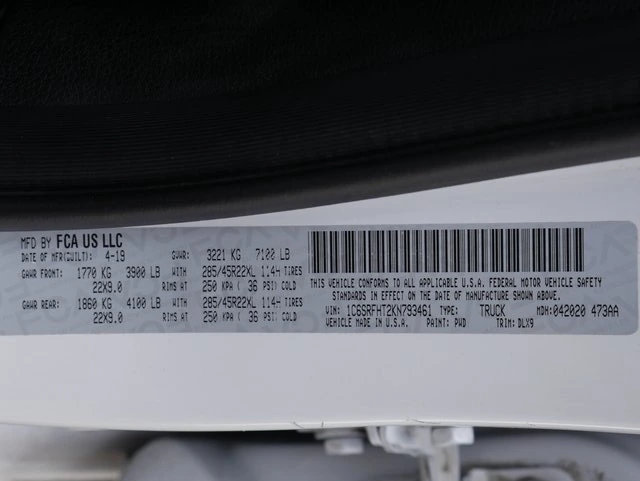 MFD BY FCA US LLC
DATE OF MFR(GUILT): 4-19 GVWR: 3221 KG 7100 LB
GAWR FRONT: 1770 KG 3900 LB WITH 285/45R22XL 114H TIRES
22X9.0 RIMS AT 250 KPA ( 36 PSI) COLD
GAWR REAR: 1860 KG 4100 LB WITH 285/45R22XL 114H TIRES
22X9.0 RIMS AT 250 KPA ( 36 PSI) COLD
THIS VEHICLE CONFORMS TO ALL APPLICABLE U.S.A. FEDERAL MOTOR VEHICLE SAFETY
STANDARDS IN EFFECT ON THE DATE OF MANUFACTURE SHOWN ABOVE.
VIN: 1C6SRFHT2KN793461 TYPE: TRUCK MDH: 042020 473AA
VEHICLE MADE IN U.S.A. PAINT: PWD TRIM: DLX9